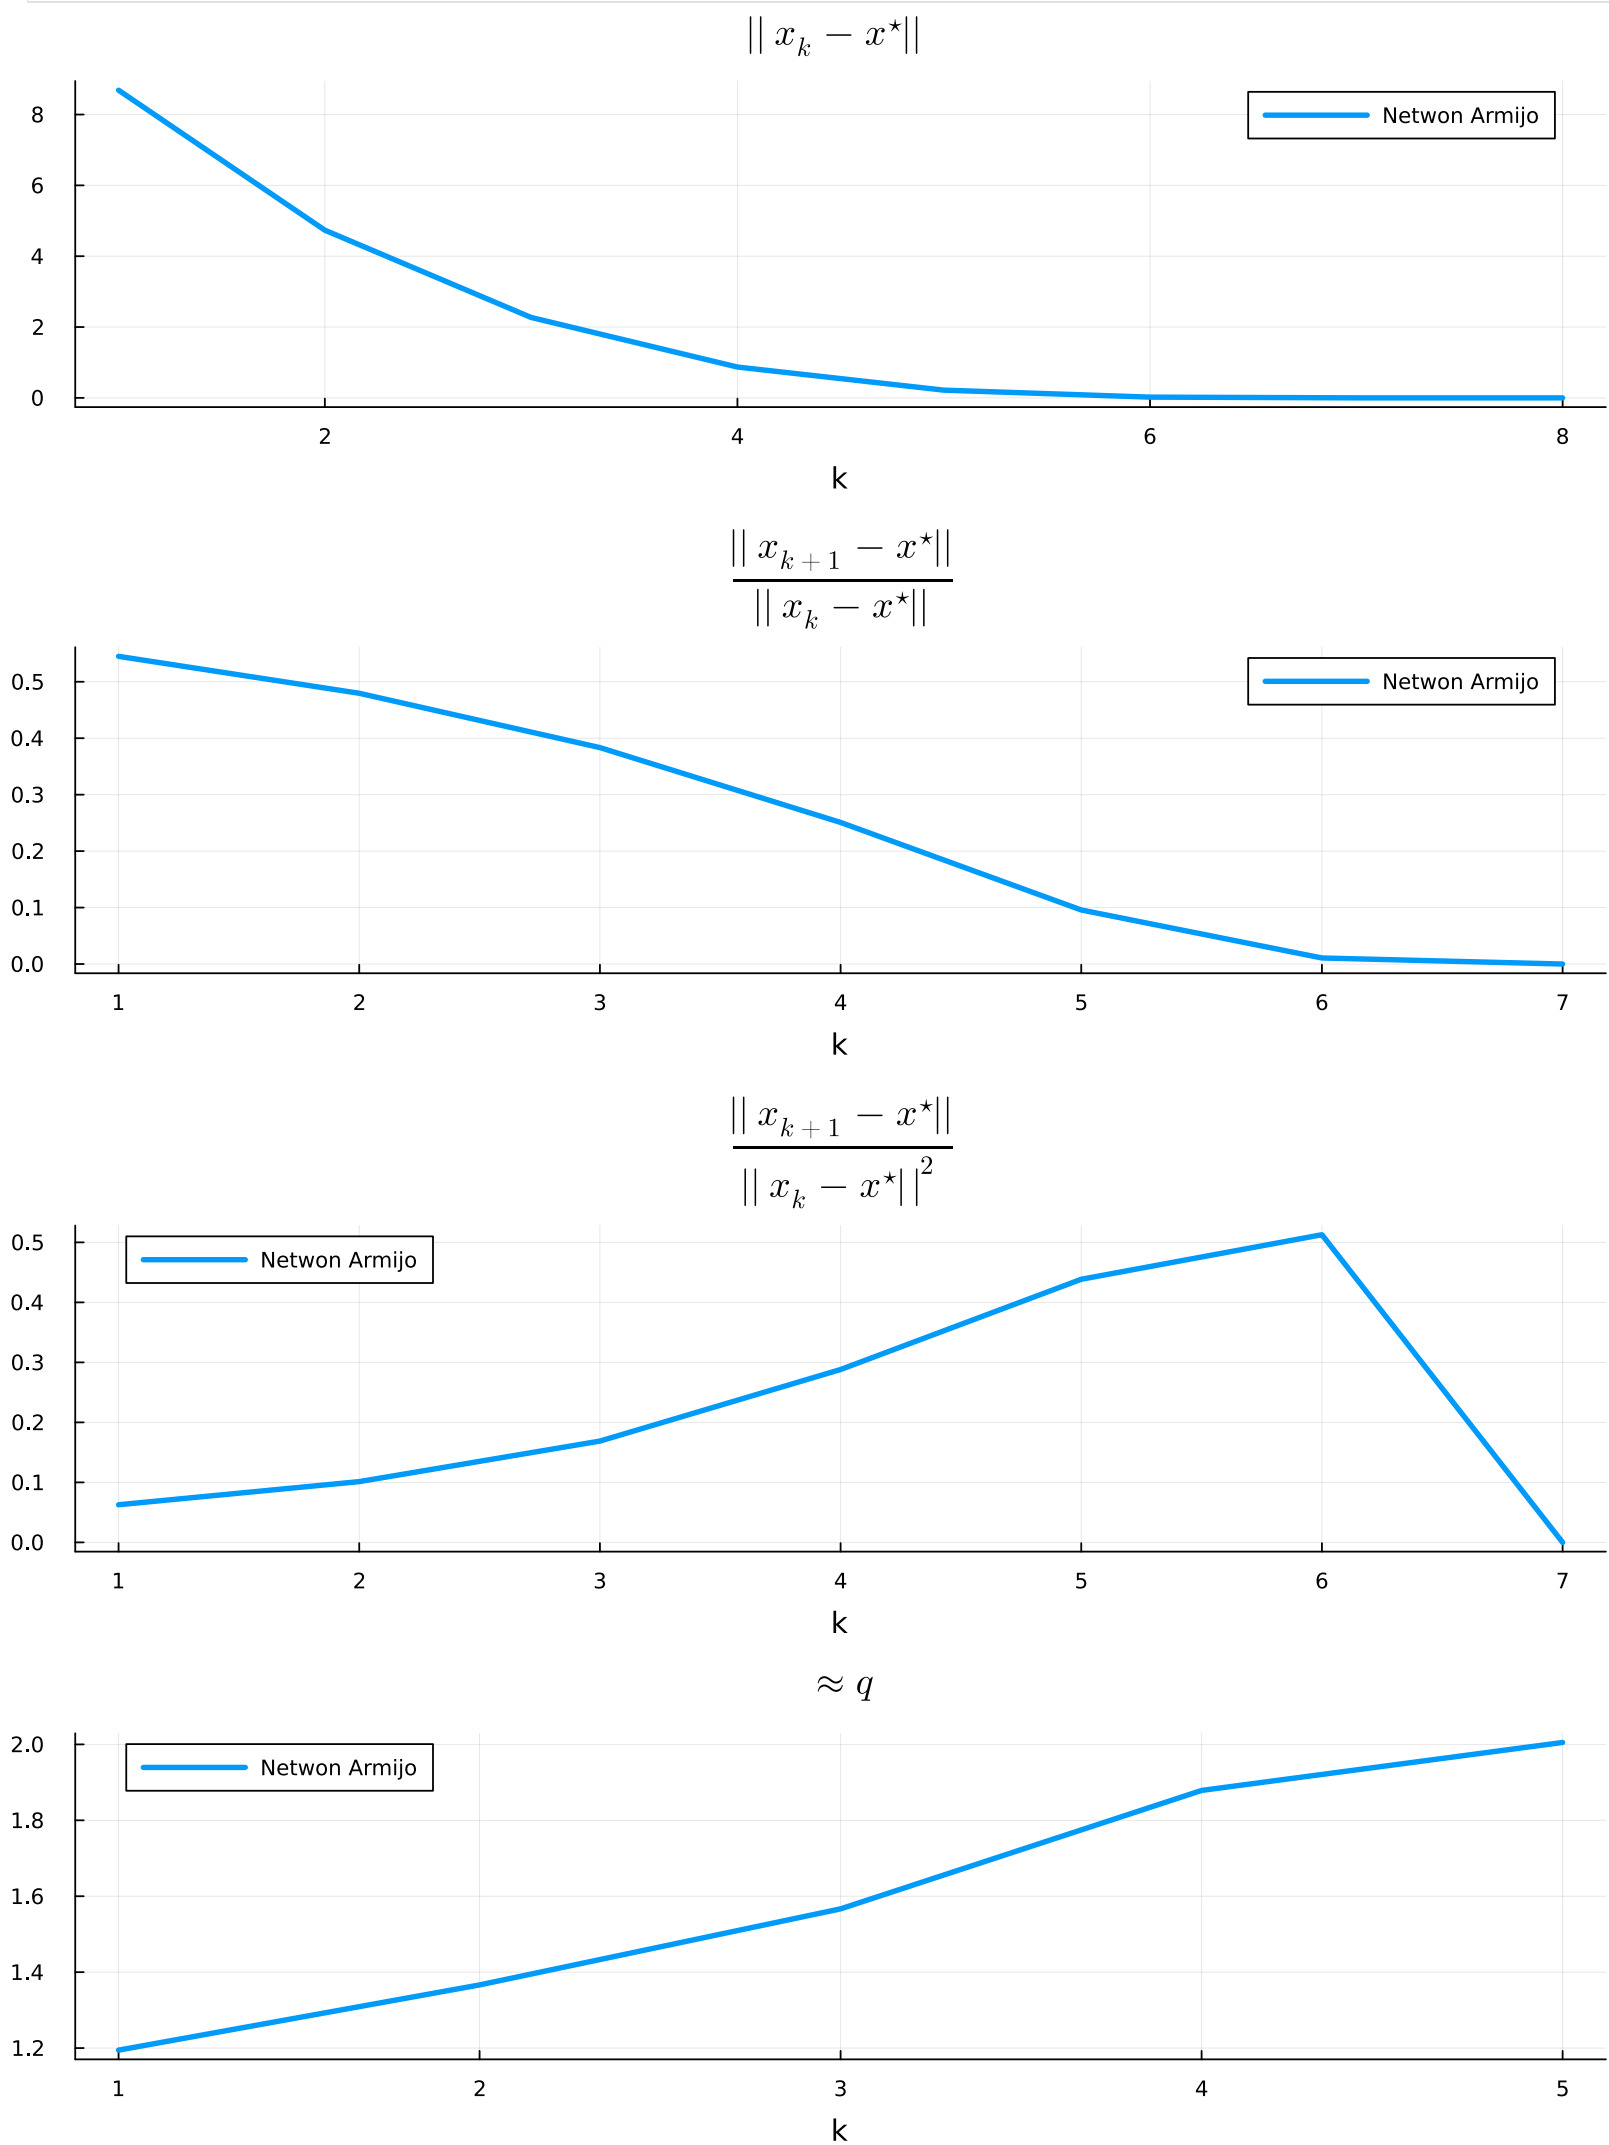 || x_k − x⋆||
Netwon Armijo
8
6
4
2
0
2 4 6 8
k
|| x_{k + 1} − x⋆||
|| x_k − x⋆||
Netwon Armijo
0.5
0.4
0.3
0.2
0.1
0.0
1 2 3 4 5 6 7
k
|| x_{k + 1} − x⋆||
|| x_k − x⋆||²
Netwon Armijo
0.5
0.4
0.3
0.2
0.1
0.0
1 2 3 4 5 6 7
k
≈ q
Netwon Armijo
2.0
1.8
1.6
1.4
1.2
1 2 3 4 5
k